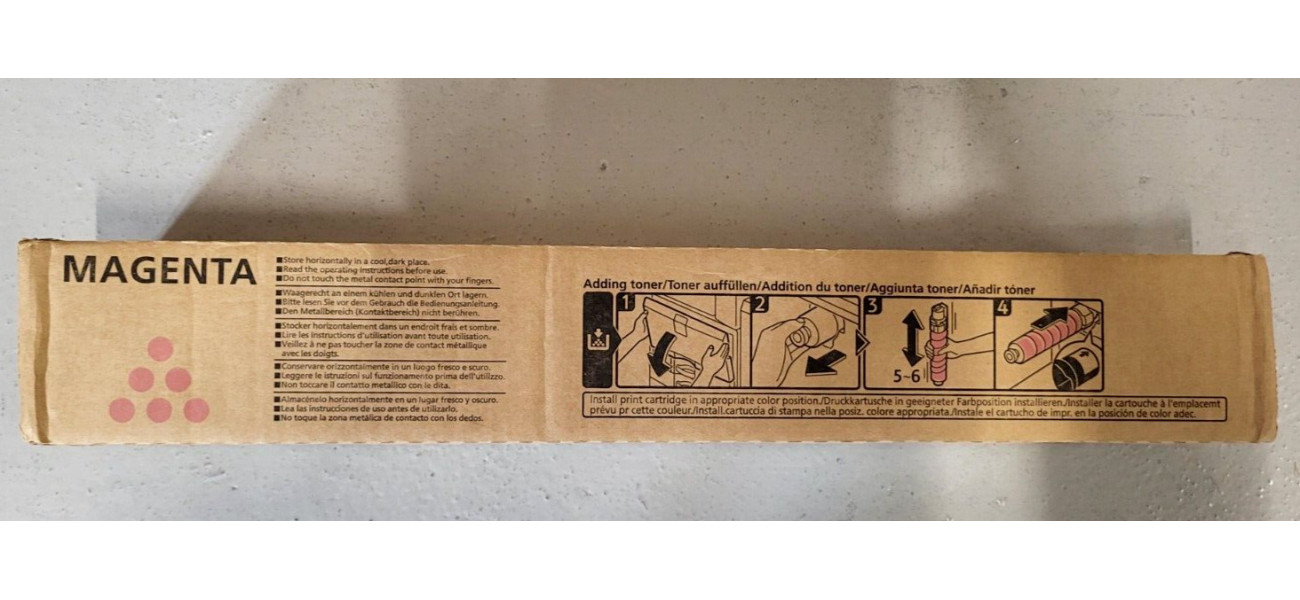 MAGENTA
■Store horizontally in a cool,dark place.
■Read the operating instructions before use.
■Do not touch the metal contact point with your fingers.
■Waagerecht an einem kühlen und dunklen Ort lagern.
■Bitte lesen Sie vor dem Gebrauch die Bedienungsanleitung.
■Den Metallbereich (Kontaktbereich) nicht berühren.
■Stocker horizontalement dans un endroit frais et sombre.
■Lire les instructions d'utilisation avant toute utilisation.
■Veillez à ne pas toucher la zone de contact métallique
avec les doigts.
■Conservare orizzontalmente in un luogo fresco e scuro.
■Leggere le istruzioni sul funzionamento prima dell'utilizzo.
■Non toccare il contatto metallico con le dita.
■Almacénelo horizontalmente en un lugar fresco y oscuro.
■Lea las instrucciones de uso antes de utilizarlo.
■No toque la zona metálica de contacto con los dedos.
Adding toner/Toner auffüllen/Addition du toner/Aggiunta toner/Añadir tóner
1 2 3 4
5~6
Install print cartridge in appropriate color position./Druckkartusche in geeigneter Farbposition installieren./Installer la cartouche à l'emplacemt
prévu pr cette couleur./Install.cartuccia di stampa nella posiz. colore appropriata./Instale el cartucho de impr. en la posición de color adec.